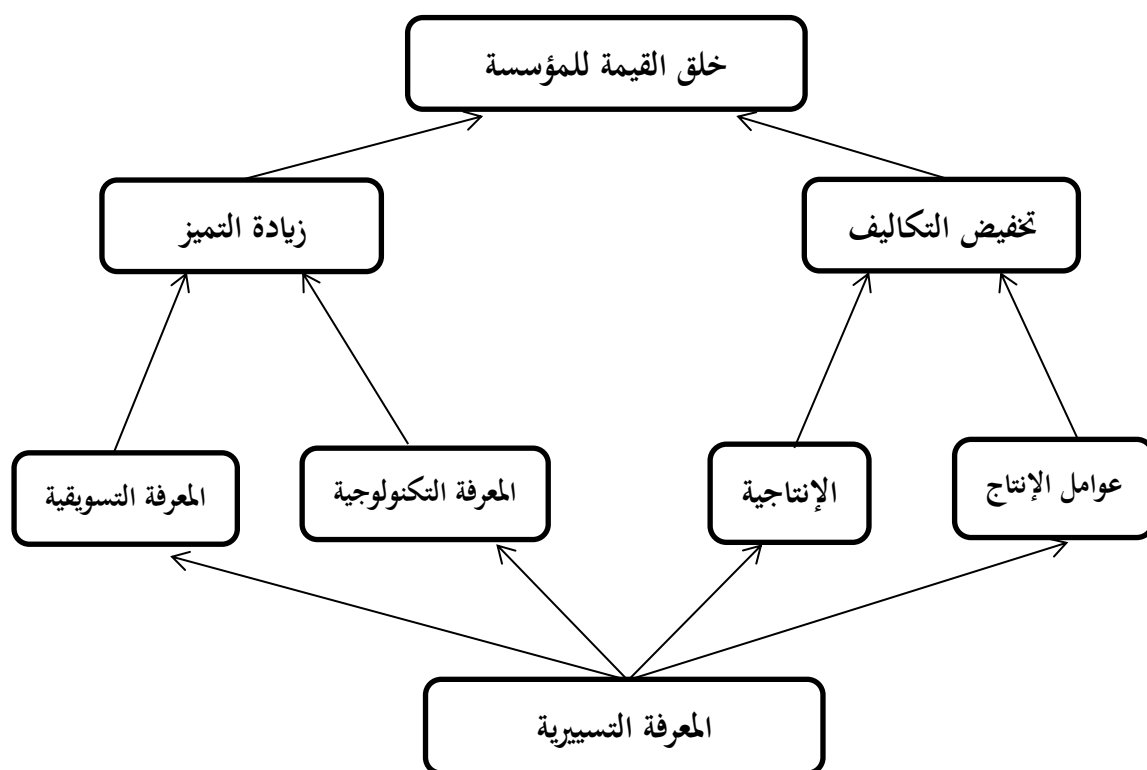 خلق القيمة للمؤسسة
تخفيض التكاليف
زيادة التميز
عوامل الإنتاج
الإنتاجية
المعرفة التكنولوجية
المعرفة التسويقية
المعرفة التسييرية